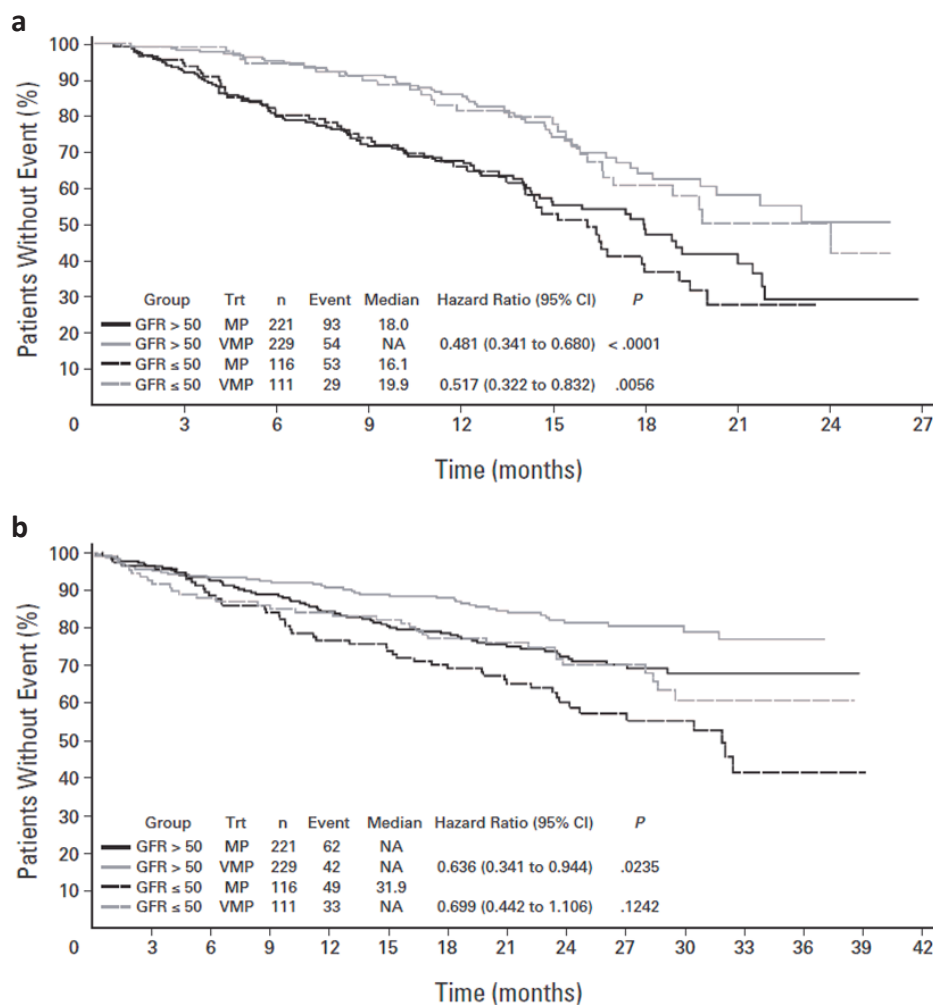 a
Patients Without Event (%)
100
90
80
70
60
50
40
30
20
10
0
Group Trt n Event Median Hazard Ratio (95% CI) P
GFR > 50 MP 221 93 18.0
GFR > 50 VMP 229 54 NA 0.481 (0.341 to 0.680) < .0001
GFR ≤ 50 MP 116 53 16.1
GFR ≤ 50 VMP 111 29 19.9 0.517 (0.322 to 0.832) .0056
3 6 9 12 15 18 21 24 27
Time (months)
b
Patients Without Event (%)
100
90
80
70
60
50
40
30
20
10
0
Group Trt n Event Median Hazard Ratio (95% CI) P
GFR > 50 MP 221 62 NA
GFR > 50 VMP 229 42 NA 0.636 (0.341 to 0.944) .0235
GFR ≤ 50 MP 116 49 31.9
GFR ≤ 50 VMP 111 33 NA 0.699 (0.442 to 1.106) .1242
3 6 9 12 15 18 21 24 27 30 33 36 39 42
Time (months)